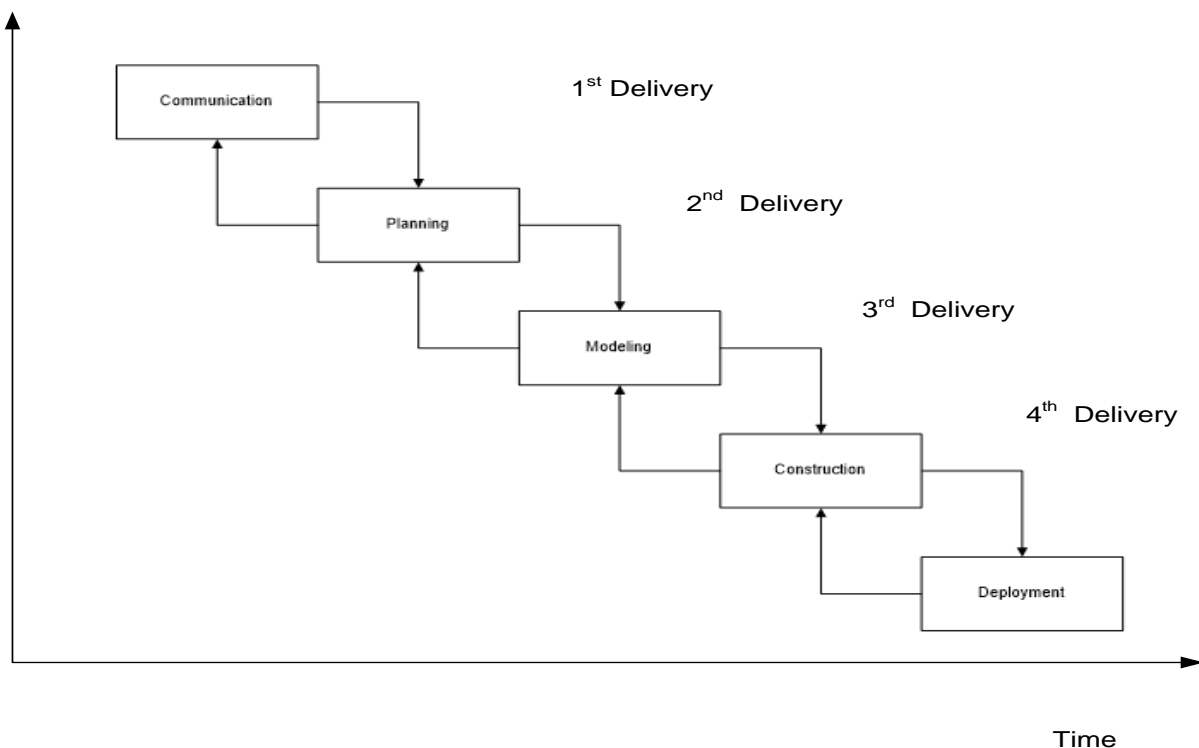 Communication
1st Delivery
Planning
2nd Delivery
Modeling
3rd Delivery
Construction
4th Delivery
Deployment
Time